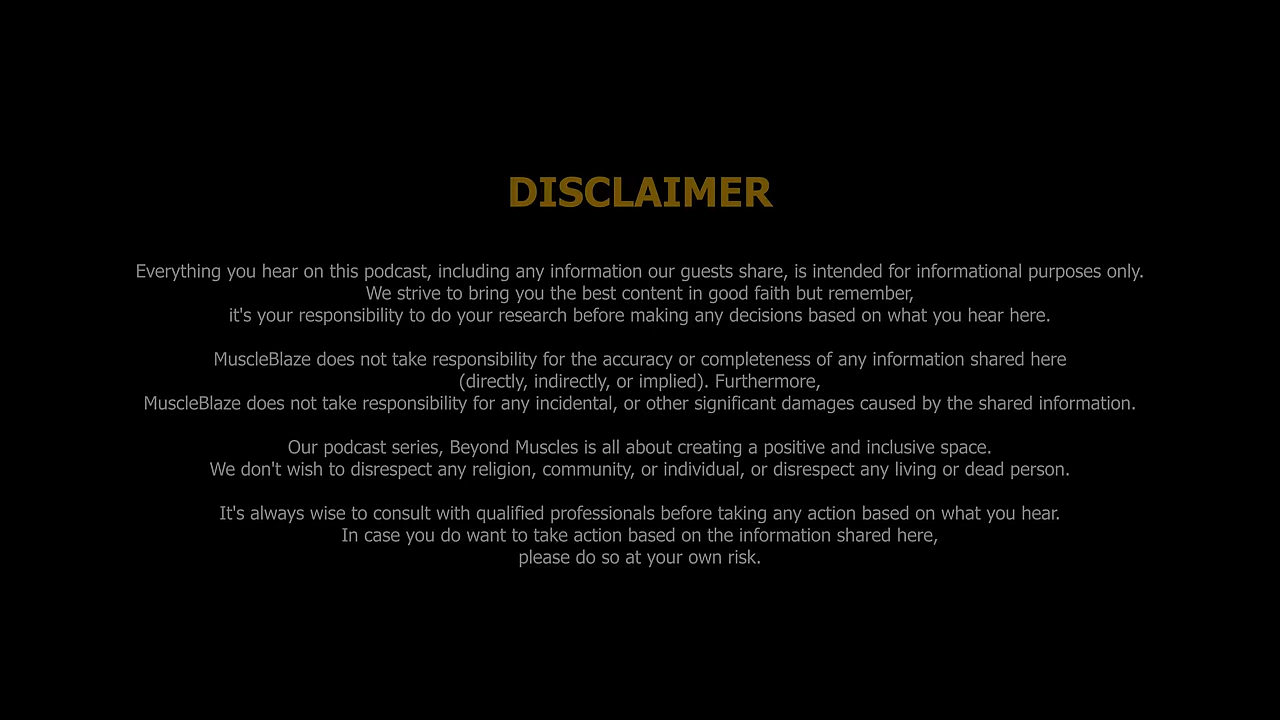 DISCLAIMER
Everything you hear on this podcast, including any information our guests share, is intended for informational purposes only.
We strive to bring you the best content in good faith but remember,
it's your responsibility to do your research before making any decisions based on what you hear here.
MuscleBlaze does not take responsibility for the accuracy or completeness of any information shared here
(directly, indirectly, or implied). Furthermore,
MuscleBlaze does not take responsibility for any incidental, or other significant damages caused by the shared information.
Our podcast series, Beyond Muscles is all about creating a positive and inclusive space.
We don't wish to disrespect any religion, community, or individual, or disrespect any living or dead person.
It's always wise to consult with qualified professionals before taking any action based on what you hear.
In case you do want to take action based on the information shared here,
please do so at your own risk.